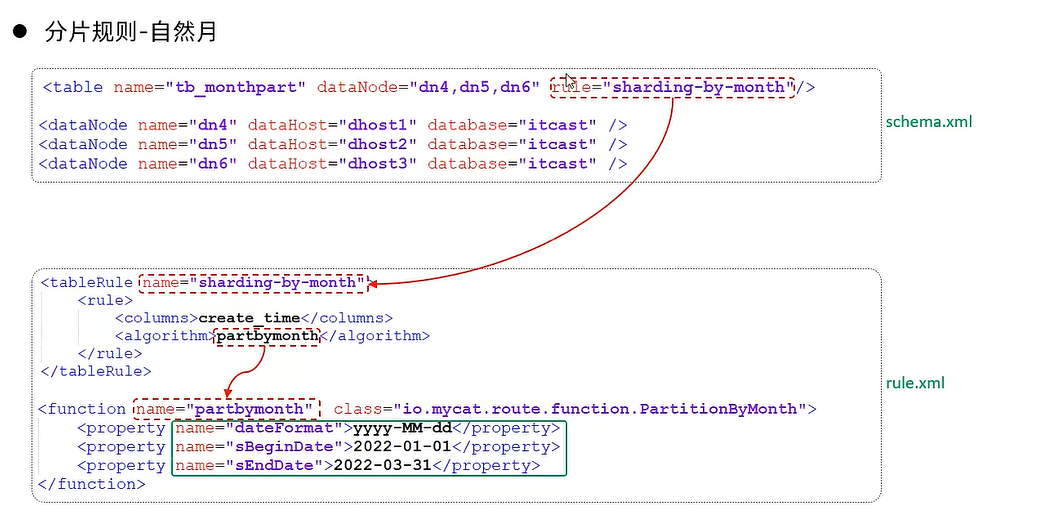 ● 分片规则-自然月
<table name="tb_monthpart" dataNode="dn4,dn5,dn6" rule="sharding-by-month"/>
<dataNode name="dn4" dataHost="dhost1" database="itcast" />
<dataNode name="dn5" dataHost="dhost2" database="itcast" />
<dataNode name="dn6" dataHost="dhost3" database="itcast" />
schema.xml
<tableRule name="sharding-by-month">
<rule>
<columns>create_time</columns>
<algorithm>partbymonth</algorithm>
</rule>
</tableRule>
<function name="partbymonth" class="io.mycat.route.function.PartitionByMonth">
<property name="dateFormat">yyyy-MM-dd</property>
<property name="sBeginDate">2022-01-01</property>
<property name="sEndDate">2022-03-31</property>
</function>
rule.xml